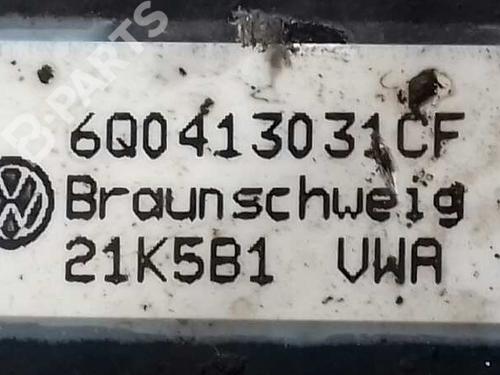 B-PARTS
6Q0413031CF
Braunschweig
21K5B1 VWA